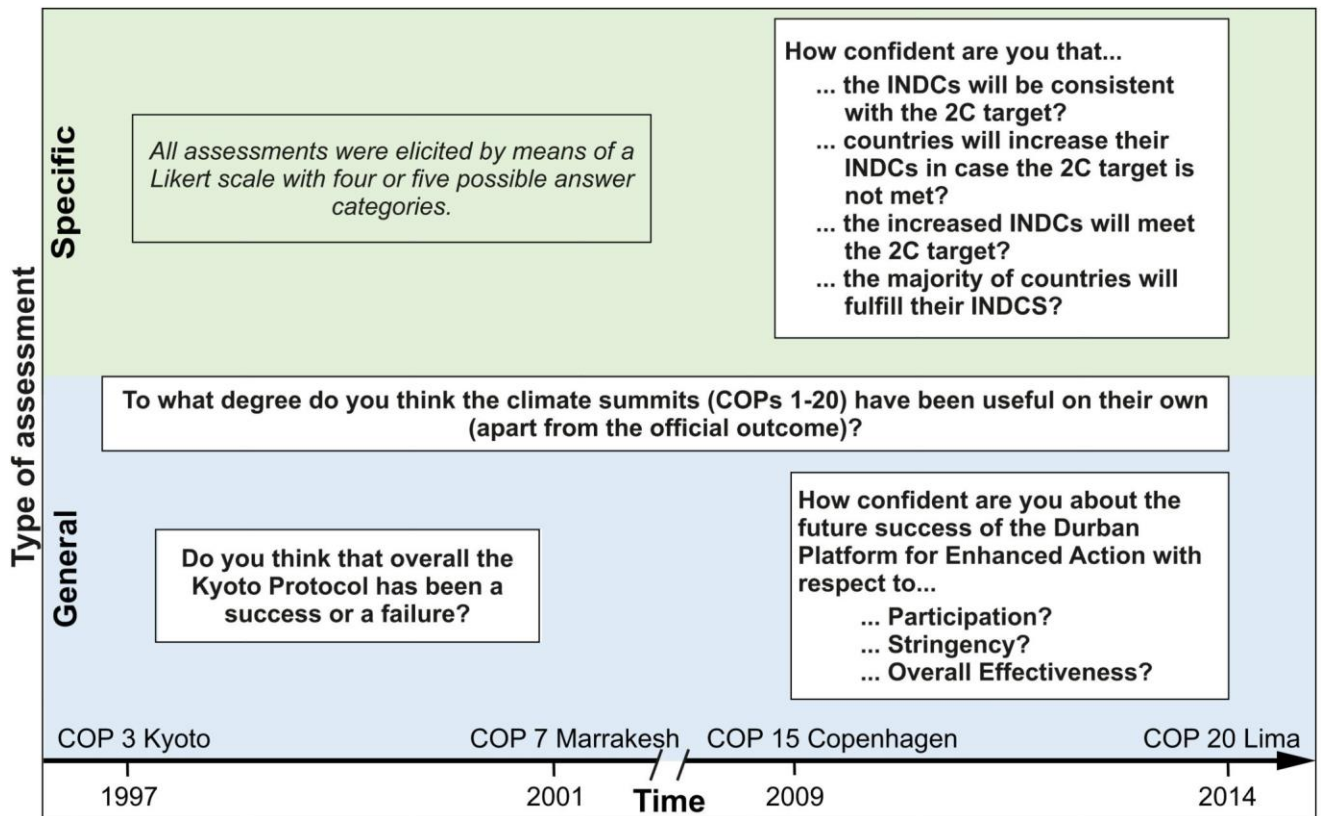 Type of assessment
Specific
All assessments were elicited by means of a
Likert scale with four or five possible answer
categories.
How confident are you that...
... the INDCs will be consistent
with the 2C target?
... countries will increase their
INDCs in case the 2C target is
not met?
... the increased INDCs will meet
the 2C target?
... the majority of countries will
fulfill their INDCS?
General
To what degree do you think the climate summits (COPs 1-20) have been useful on their own
(apart from the official outcome)?
Do you think that overall the
Kyoto Protocol has been a
success or a failure?
How confident are you about the
future success of the Durban
Platform for Enhanced Action with
respect to...
... Participation?
... Stringency?
... Overall Effectiveness?
COP 3 Kyoto
COP 7 Marrakesh
COP 15 Copenhagen
COP 20 Lima
1997
2001
Time
2009
2014